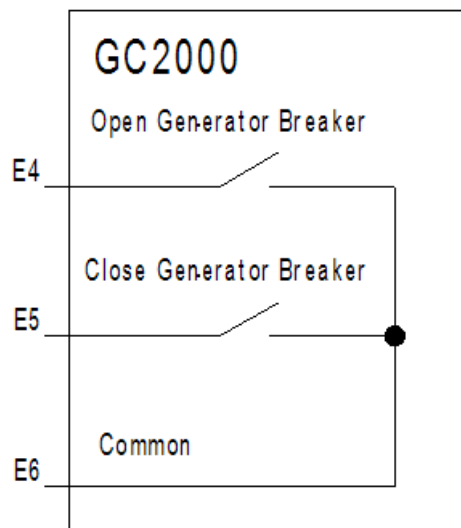 GC2000
Open Generator Breaker
E4
Close Generator Breaker
E5
Common
E6